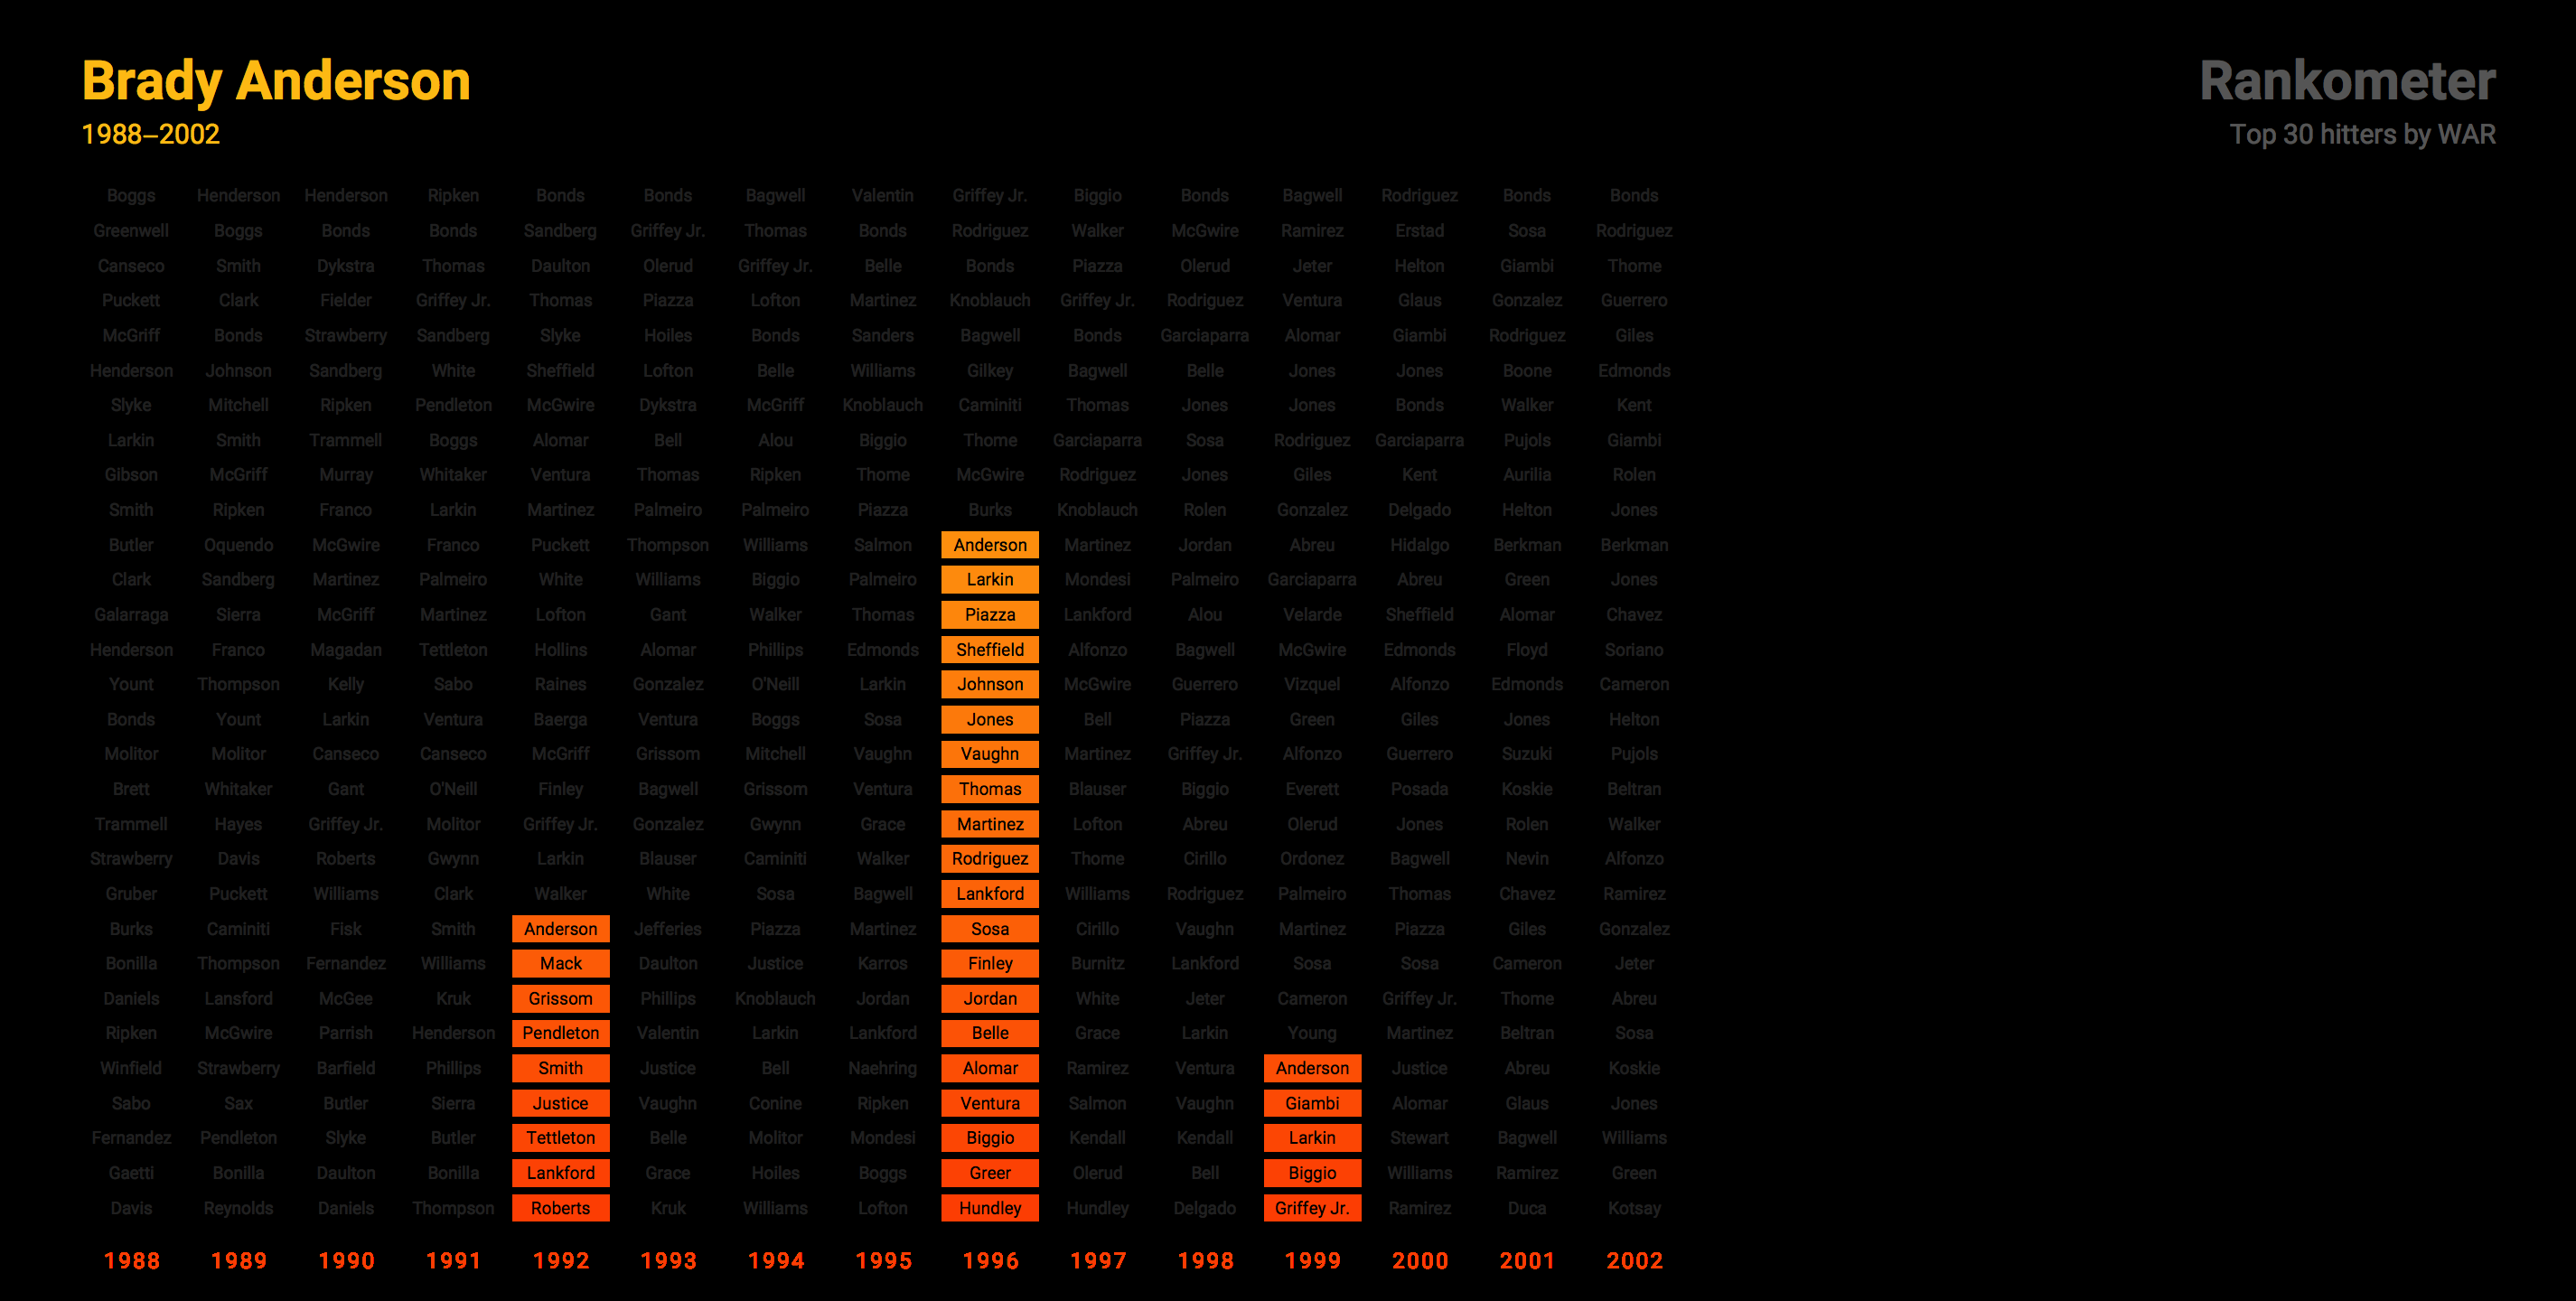 Brady Anderson Rankometer
1988–2002 Top 30 hitters by WAR
Boggs Henderson Henderson Ripken Bonds Bonds Bagwell Valentin Griffey Jr. Biggio Bonds Bagwell Rodriguez Bonds Bonds
Greenwell Boggs Bonds Bonds Sandberg Griffey Jr. Thomas Bonds Rodriguez Walker McGwire Ramirez Erstad Sosa Rodriguez
Canseco Smith Dykstra Thomas Daulton Olerud Griffey Jr. Belle Bonds Piazza Olerud Jeter Helton Giambi Thome
Puckett Clark Fielder Griffey Jr. Thomas Piazza Lofton Martinez Knoblauch Griffey Jr. Rodriguez Ventura Glaus Gonzalez Guerrero
McGriff Bonds Strawberry Sandberg Slyke Hoiles Bonds Sanders Bagwell Bonds Garciaparra Alomar Giambi Rodriguez Giles
Henderson Johnson Sandberg White Sheffield Lofton Belle Williams Gilkey Bagwell Belle Jones Jones Boone Edmonds
Slyke Mitchell Ripken Pendleton McGwire Dykstra McGriff Knoblauch Caminiti Thomas Jones Jones Bonds Walker Kent
Larkin Smith Trammell Boggs Alomar Bell Alou Biggio Thome Garciaparra Sosa Rodriguez Garciaparra Pujols Giambi
Gibson McGriff Murray Whitaker Ventura Thomas Ripken Thome McGwire Rodriguez Jones Giles Kent Aurilia Rolen
Smith Ripken Franco Larkin Martinez Palmeiro Palmeiro Piazza Burks Knoblauch Rolen Gonzalez Delgado Helton Jones
Butler Oquendo McGwire Franco Puckett Thompson Williams Salmon Anderson Martinez Jordan Abreu Hidalgo Berkman Berkman
Clark Sandberg Martinez Palmeiro White Williams Biggio Palmeiro Larkin Mondesi Palmeiro Garciaparra Abreu Green Jones
Galarraga Sierra McGriff Martinez Lofton Gant Walker Thomas Piazza Lankford Alou Velarde Sheffield Alomar Chavez
Henderson Franco Magadan Tettleton Hollins Alomar Phillips Edmonds Sheffield Alfonzo Bagwell McGwire Edmonds Floyd Soriano
Yount Thompson Kelly Sabo Raines Gonzalez O'Neill Larkin Johnson McGwire Guerrero Vizquel Alfonzo Edmonds Cameron
Bonds Yount Larkin Ventura Baerga Ventura Boggs Sosa Jones Bell Piazza Green Giles Jones Helton
Molitor Molitor Canseco Canseco McGriff Grissom Mitchell Vaughn Vaughn Martinez Griffey Jr. Alfonzo Guerrero Suzuki Pujols
Brett Whitaker Gant O'Neill Finley Bagwell Grissom Ventura Thomas Blauser Biggio Everett Posada Koskie Beltran
Trammell Hayes Griffey Jr. Molitor Griffey Jr. Gonzalez Gwynn Grace Martinez Lofton Abreu Olerud Jones Rolen Walker
Strawberry Davis Roberts Gwynn Larkin Blauser Caminiti Walker Rodriguez Thome Cirillo Ordonez Bagwell Nevin Alfonzo
Gruber Puckett Williams Clark Walker White Sosa Bagwell Lankford Williams Rodriguez Palmeiro Thomas Chavez Ramirez
Burks Caminiti Fisk Smith Anderson Jefferies Piazza Martinez Sosa Cirillo Vaughn Martinez Piazza Giles Gonzalez
Bonilla Thompson Fernandez Williams Mack Daulton Justice Karros Finley Burnitz Lankford Sosa Sosa Cameron Jeter
Daniels Lansford McGee Kruk Grissom Phillips Knoblauch Jordan Jordan White Jeter Cameron Griffey Jr. Thome Abreu
Ripken McGwire Parrish Henderson Pendleton Valentin Larkin Lankford Belle Grace Larkin Young Martinez Beltran Sosa
Winfield Strawberry Barfield Phillips Smith Justice Bell Naehring Alomar Ramirez Ventura Anderson Justice Abreu Koskie
Sabo Sax Butler Sierra Justice Vaughn Conine Ripken Ventura Salmon Vaughn Giambi Alomar Glaus Jones
Fernandez Pendleton Slyke Butler Tettleton Belle Molitor Mondesi Biggio Kendall Kendall Larkin Stewart Bagwell Williams
Gaetti Bonilla Daulton Bonilla Lankford Grace Hoiles Boggs Greer Olerud Bell Biggio Williams Ramirez Green
Davis Reynolds Daniels Thompson Roberts Kruk Williams Lofton Hundley Hundley Delgado Griffey Jr. Ramirez Duca Kotsay
1988 1989 1990 1991 1992 1993 1994 1995 1996 1997 1998 1999 2000 2001 2002